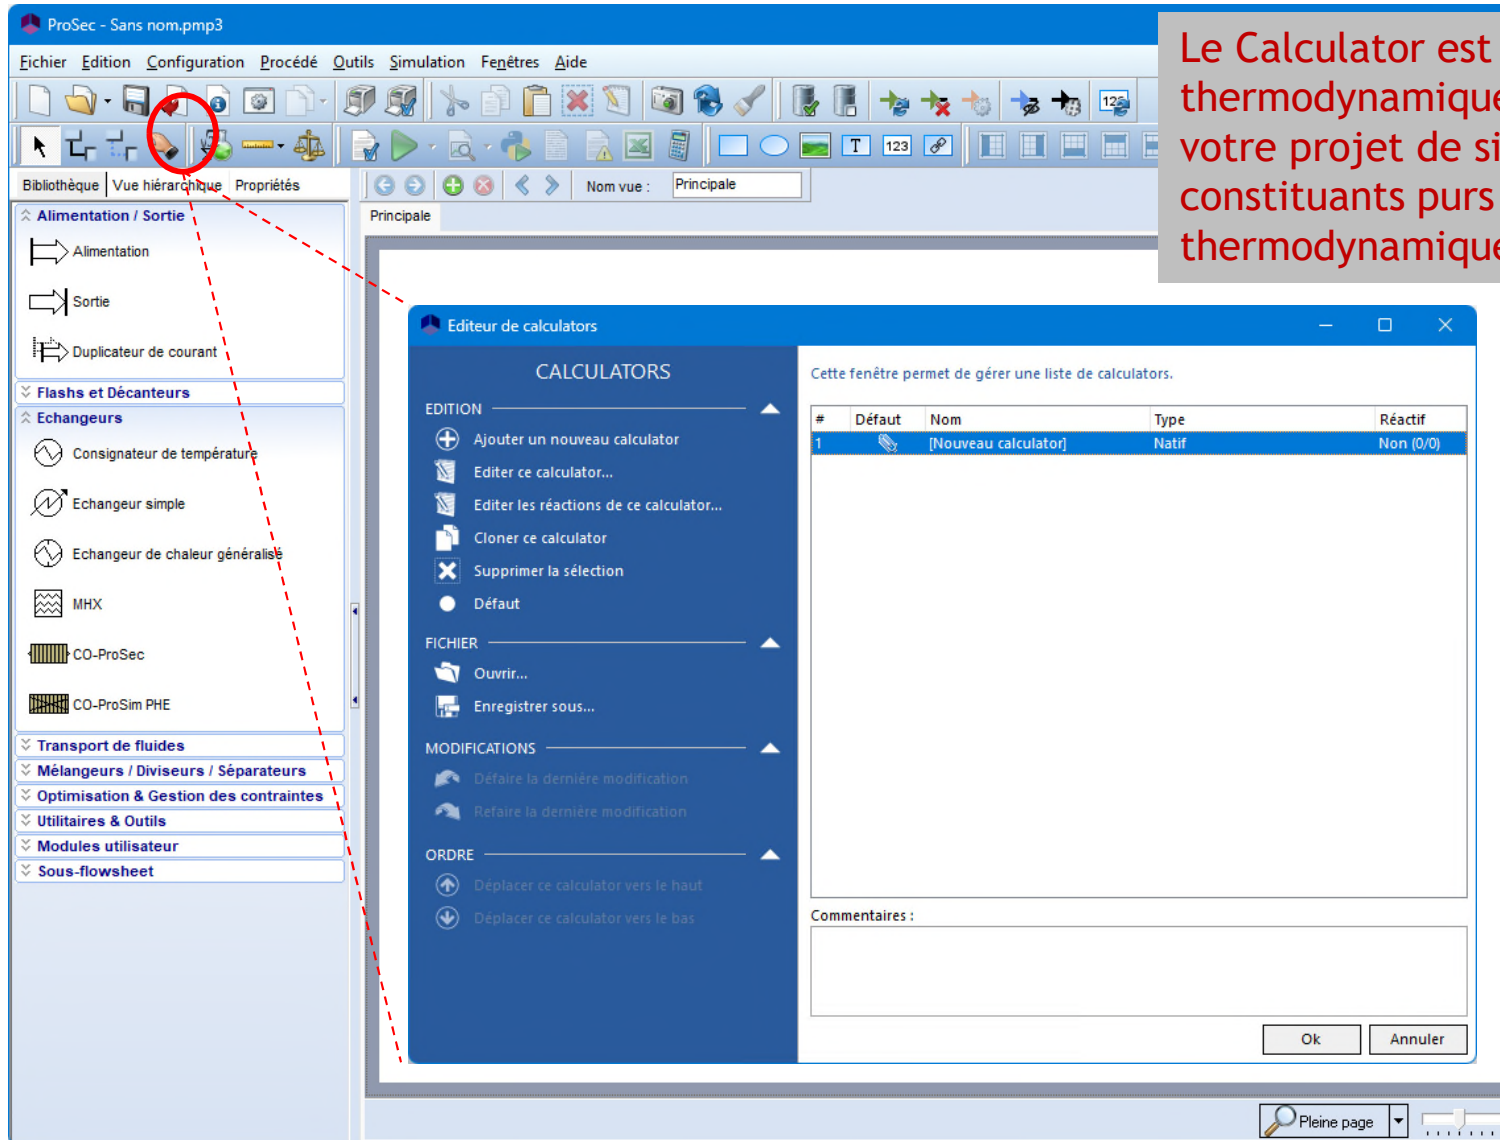 ProSec - Sans nom.pmp3
Fichier Edition Configuration Procédé Outils Simulation Fenêtres Aide
Le Calculator est
thermodynamique
votre projet de si
constituants purs
thermodynamique
123
T 123
Bibliothèque Vue hiérarchique Propriétés
Nom vue : Principale
Principale
Alimentation / Sortie
Alimentation
Sortie
Duplicateur de courant
Flashs et Décanteurs
Echangeurs
Consignateur de température
Echangeur simple
Echangeur de chaleur généralisé
MHX
CO-ProSec
CO-ProSim PHE
Transport de fluides
Mélangeurs / Diviseurs / Séparateurs
Optimisation & Gestion des contraintes
Utilitaires & Outils
Modules utilisateur
Sous-flowsheet
Editeur de calculators
CALCULATORS
EDITION
Ajouter un nouveau calculator
Editer ce calculator...
Editer les réactions de ce calculator...
Cloner ce calculator
Supprimer la sélection
Défaut
FICHIER
Ouvrir...
Enregistrer sous...
MODIFICATIONS
Défaire la dernière modification
Refaire la dernière modification
ORDRE
Déplacer ce calculator vers le haut
Déplacer ce calculator vers le bas
Cette fenêtre permet de gérer une liste de calculators.
# Défaut Nom Type Réactif
1 [Nouveau calculator] Natif Non (0/0)
Commentaires :
Ok Annuler
Pleine page